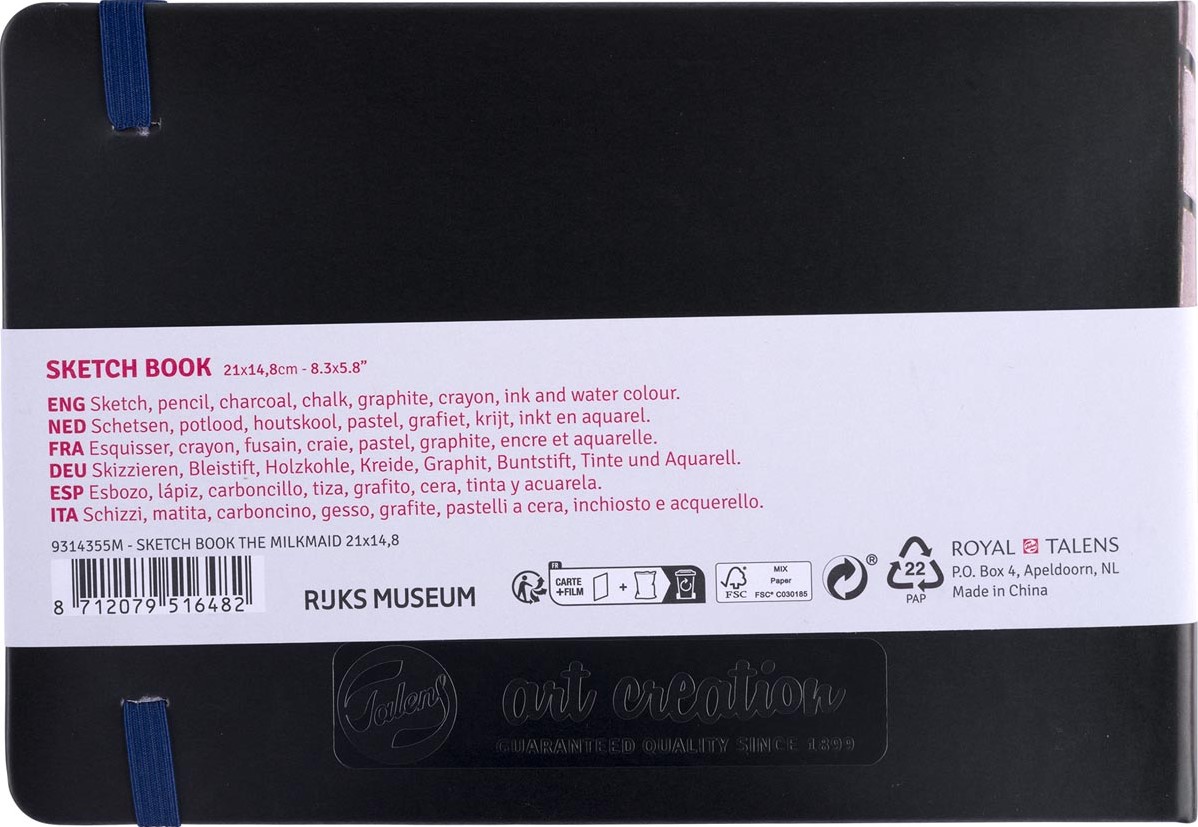 SKETCH BOOK 21x14,8cm - 8.3x5.8"
ENG Sketch, pencil, charcoal, chalk, graphite, crayon, ink and water colour.
NED Schetsen, potlood, houtskool, pastel, grafiet, krijt, inkt en aquarel.
FRA Esquisser, crayon, fusain, craie, pastel, graphite, encre et aquarelle.
DEU Skizzieren, Bleistift, Holzkohle, Kreide, Graphit, Buntstift, Tinte und Aquarell.
ESP Esbozo, lápiz, carboncillo, tiza, grafito, cera, tinta y acuarela.
ITA Schizzi, matita, carboncino, gesso, grafite, pastelli a cera, inchiosto e acquerello.
9314355M - SKETCH BOOK THE MILKMAID 21x14,8
8 712079 516482
RIJKS MUSEUM
FR
CARTE
+FILM
+
FSC
MIX
Paper
FSC® C030185
®
22
PAP
ROYAL TALENS
P.O. Box 4, Apeldoorn, NL
Made in China
Talens
art creation
GUARANTEED QUALITY SINCE 1899